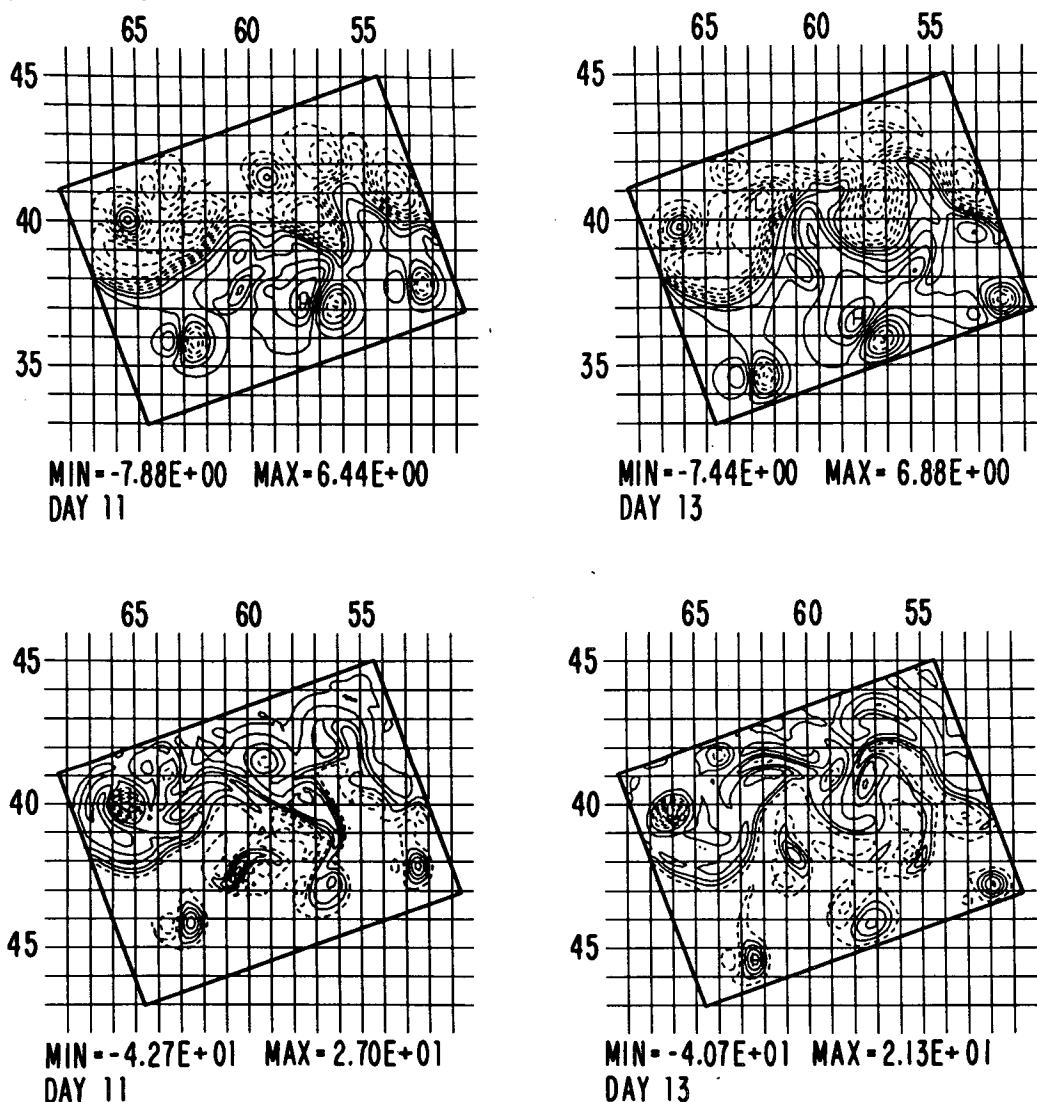 65 60 55
45
40
35
MIN=-7.88E+00 MAX=6.44E+00
DAY 11
65 60 55
45
40
35
H
MIN=-7.44E+00 MAX=6.88E+00
DAY 13
65 60 55
45
40
45
MIN=-4.27E+01 MAX=2.70E+01
DAY 11
65 60 55
45
40
45
MIN=-4.07E+01 MAX=2.13E+01
DAY 13